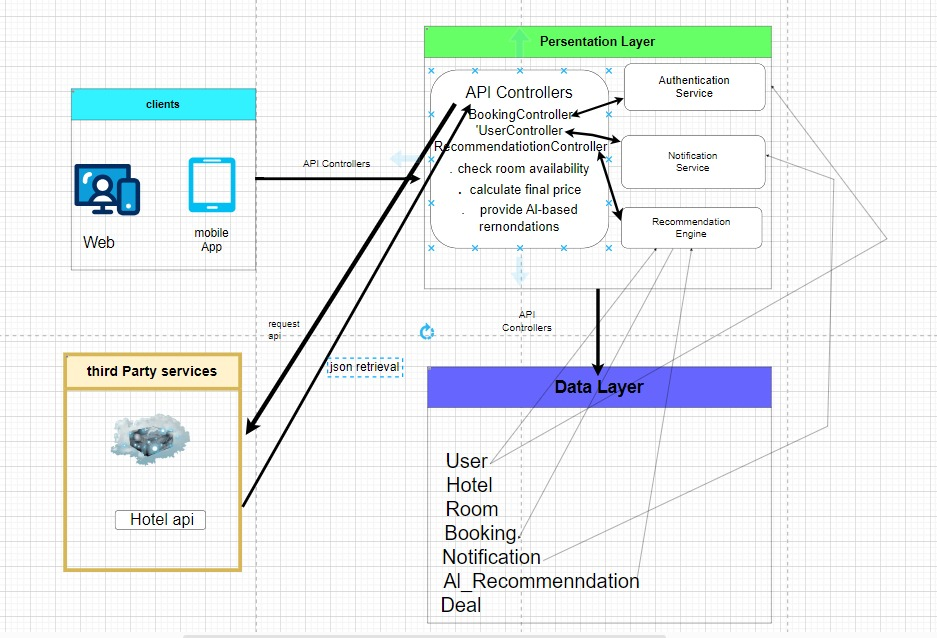 Persentation Layer
API Controllers
BookingController
'UserController
RecommendatiotionController
. check room availability
. calculate final price
. provide AI-based
rernondations
Authentication
Service
Notification
Service
Recommendation
Engine
clients
Web
mobile
App
API Controllers
request
api
json retrieval
API
Controllers
third Party services
Hotel api
Data Layer
User
Hotel
Room
Booking
Notification
AI_Recommenndation
Deal